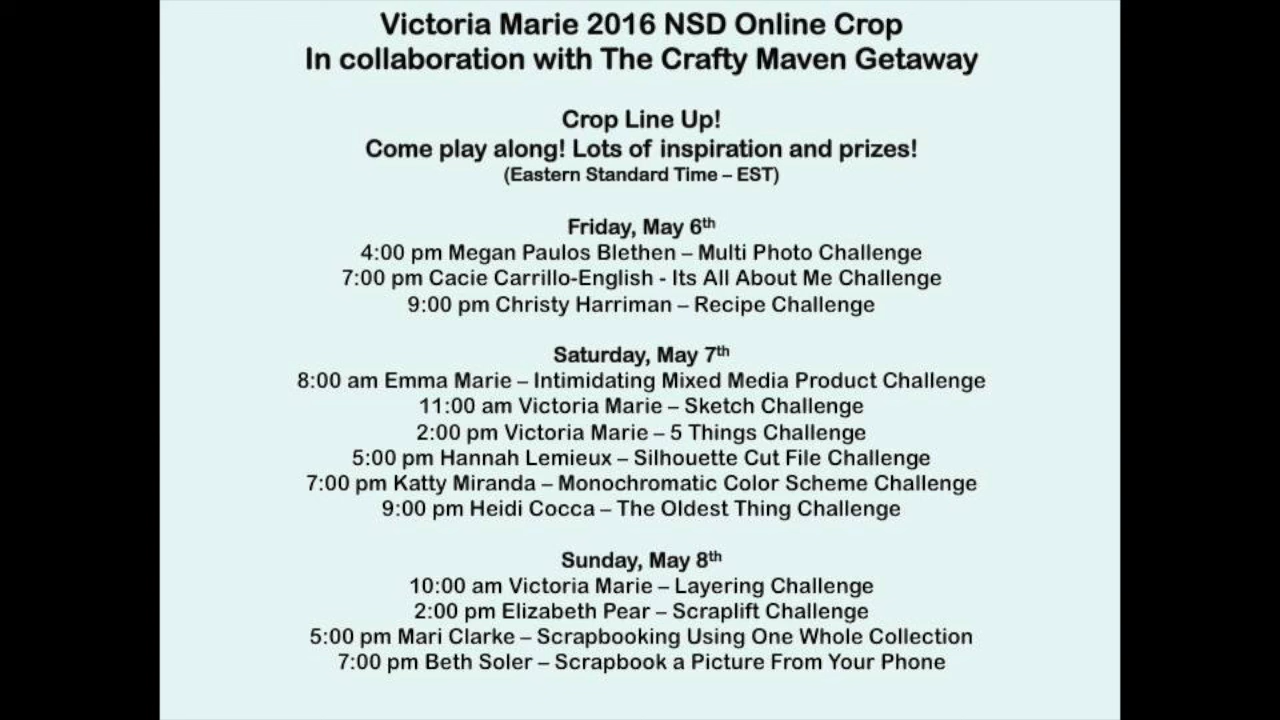 Victoria Marie 2016 NSD Online Crop
In collaboration with The Crafty Maven Getaway
Crop Line Up!
Come play along! Lots of inspiration and prizes!
(Eastern Standard Time – EST)
Friday, May 6th
4:00 pm Megan Paulos Blethen – Multi Photo Challenge
7:00 pm Cacie Carrillo-English - Its All About Me Challenge
9:00 pm Christy Harriman – Recipe Challenge
Saturday, May 7th
8:00 am Emma Marie – Intimidating Mixed Media Product Challenge
11:00 am Victoria Marie – Sketch Challenge
2:00 pm Victoria Marie – 5 Things Challenge
5:00 pm Hannah Lemieux – Silhouette Cut File Challenge
7:00 pm Katty Miranda – Monochromatic Color Scheme Challenge
9:00 pm Heidi Cocca – The Oldest Thing Challenge
Sunday, May 8th
10:00 am Victoria Marie – Layering Challenge
2:00 pm Elizabeth Pear – Scraplift Challenge
5:00 pm Mari Clarke – Scrapbooking Using One Whole Collection
7:00 pm Beth Soler – Scrapbook a Picture From Your Phone